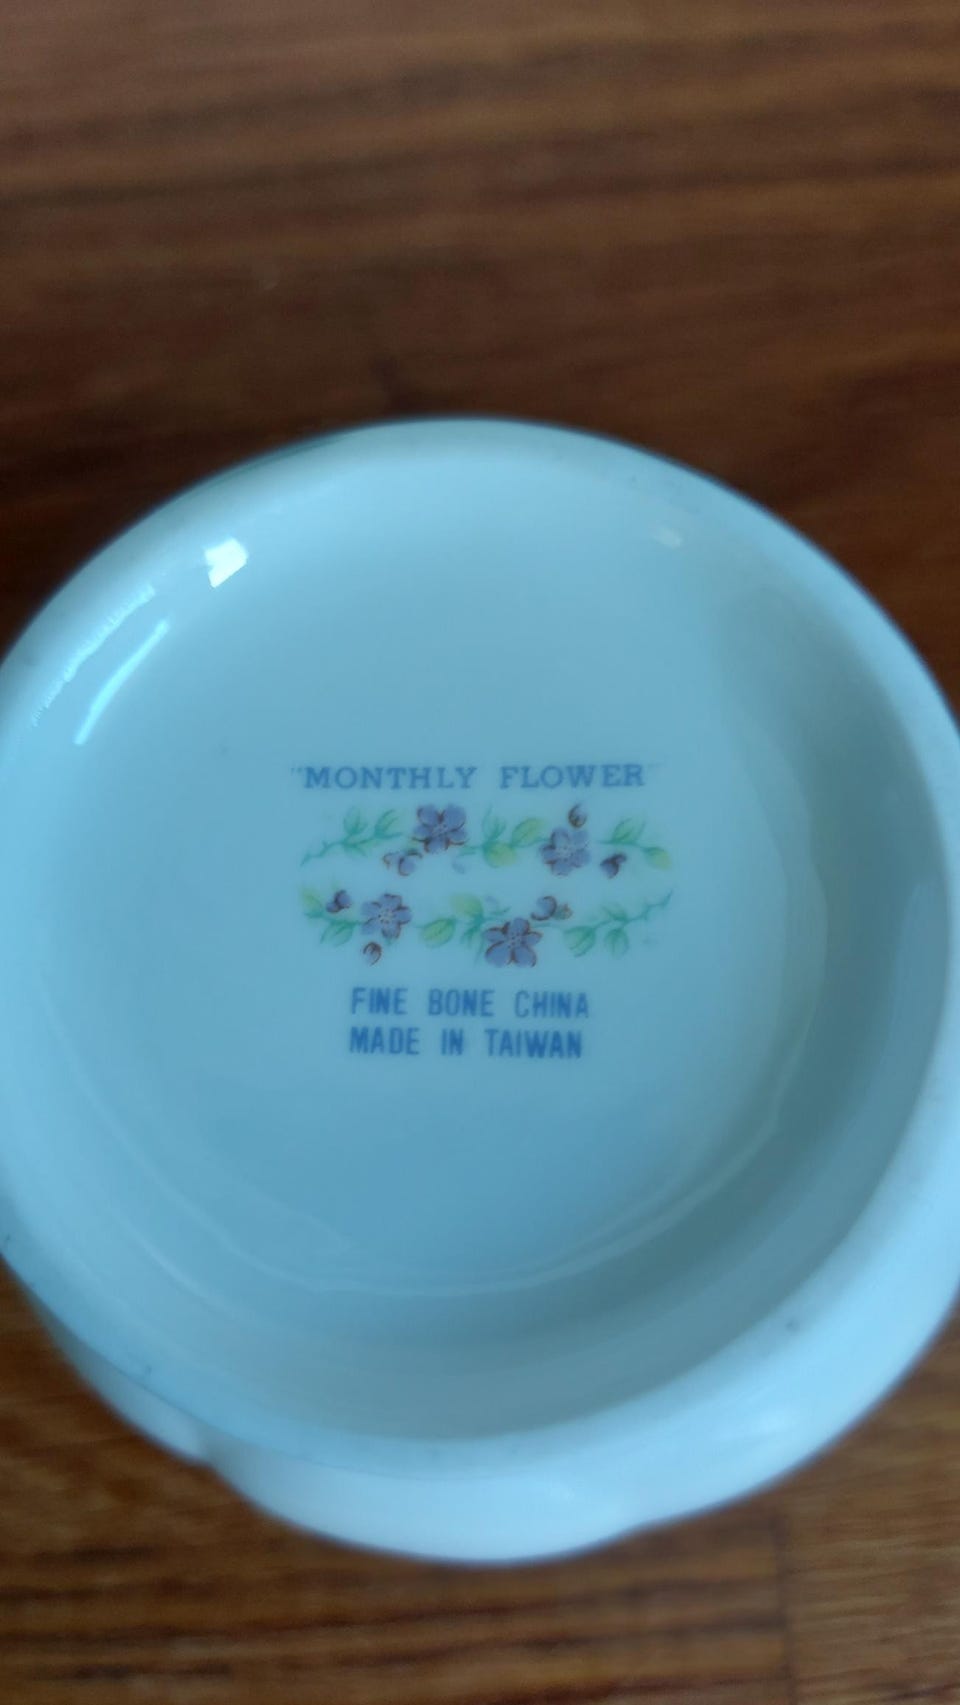 "MONTHLY FLOWER"
FINE BONE CHINA
MADE IN TAIWAN